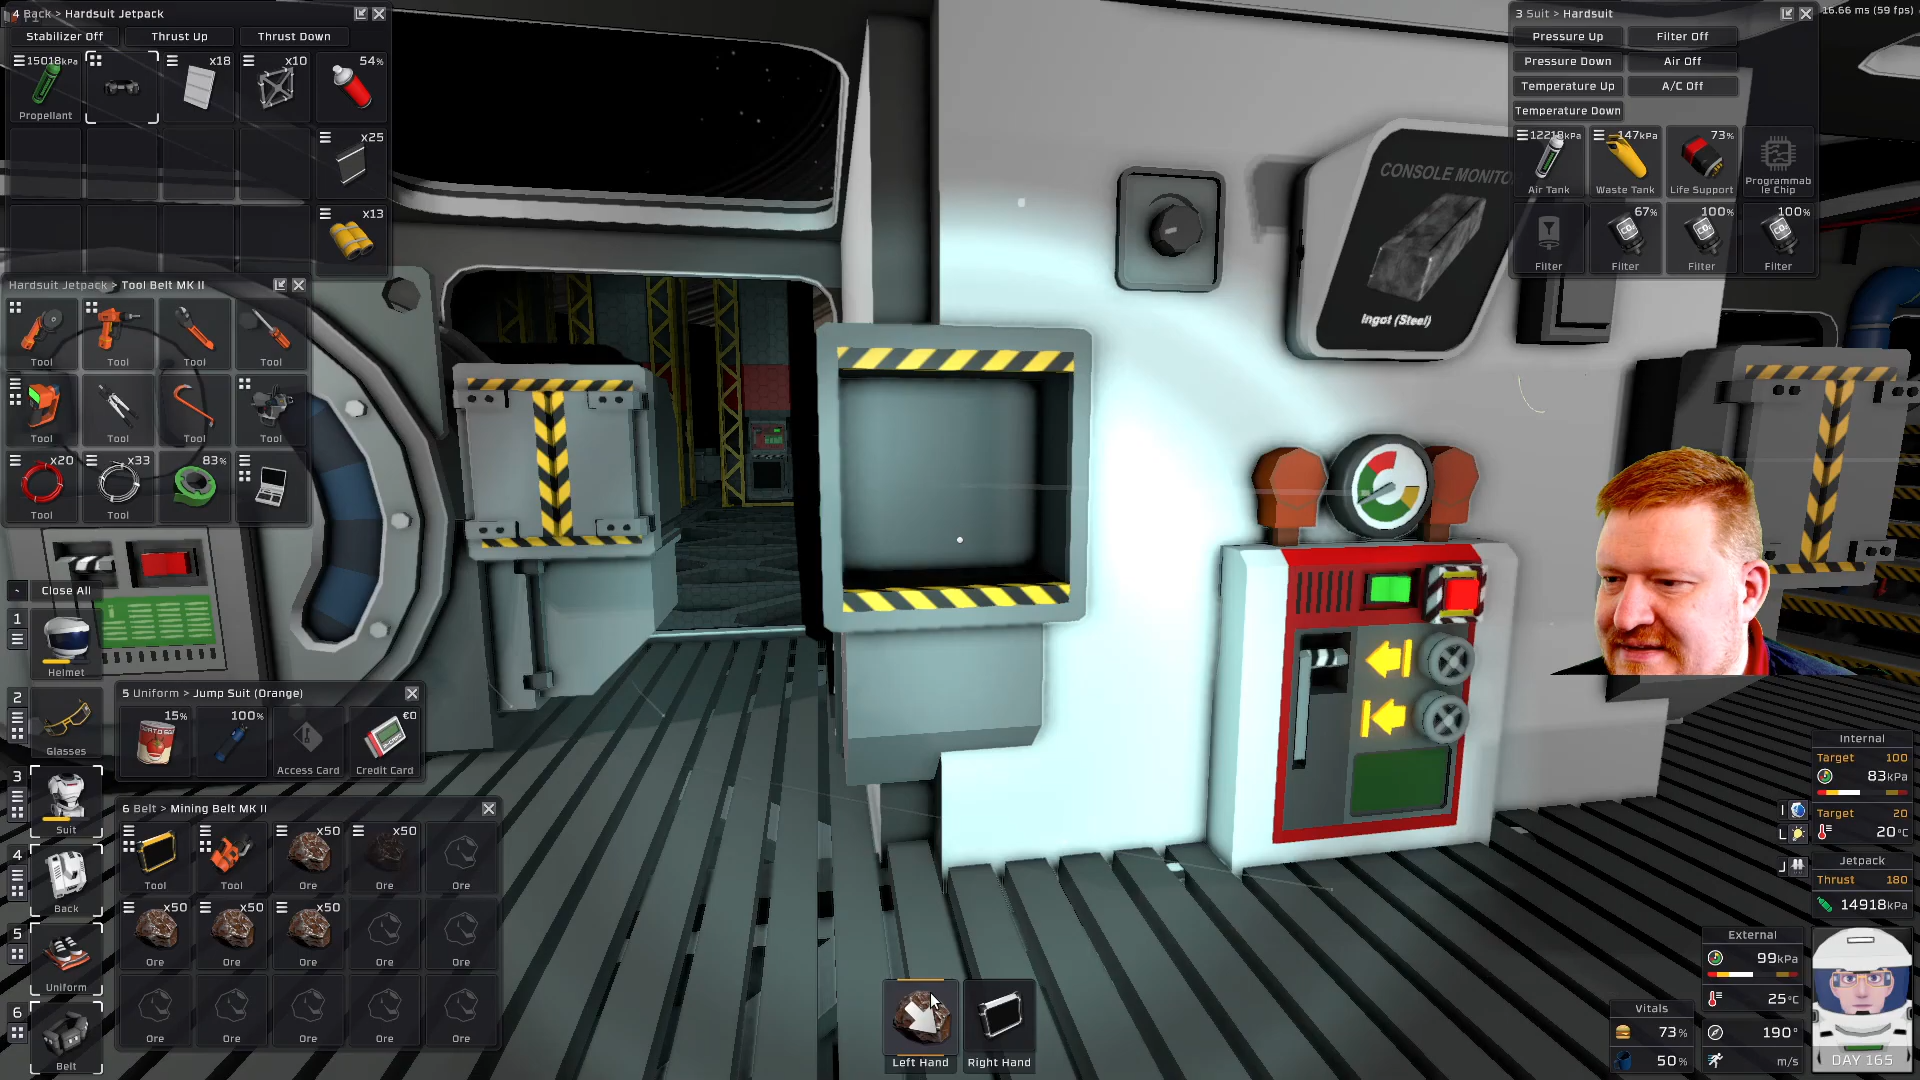 4 Back > Hardsuit Jetpack
Stabilizer Off Thrust Up Thrust Down
15018kPa x18 x10 54%
Propellant
x25
x13
Hardsuit Jetpack > Tool Belt MK II
Tool Tool Tool Tool
Tool Tool Tool Tool
x20 x33 83%
Tool Tool
~ Close All
1
Helmet
2
Glasses
3
Suit
4
Back
5
Uniform
6
Belt
5 Uniform > Jump Suit (Orange)
15% 100% €0
Access Card Credit Card
6 Belt > Mining Belt MK II
x50 x50
Tool Tool Ore Ore Ore
x50 x50 x50
Ore Ore Ore Ore Ore
Ore Ore Ore Ore Ore
Left Hand Right Hand
CONSOLE MONITO
Ingot (Steel)
16.66 ms (59 fps)
3 Suit > Hardsuit
Pressure Up Filter Off
Pressure Down Air Off
Temperature Up A/C Off
Temperature Down
12218kPa 147kPa 73%
Air Tank Waste Tank Life Support Programmab
le Chip
67% 100% 100%
Filter Filter Filter Filter
Internal
Target 100
83kPa
I
Target 20
L 20°C
Jetpack
J
Thrust 180
14918kPa
External
99kPa
25°C
190°
m/s
Vitals
73%
50%
DAY 165